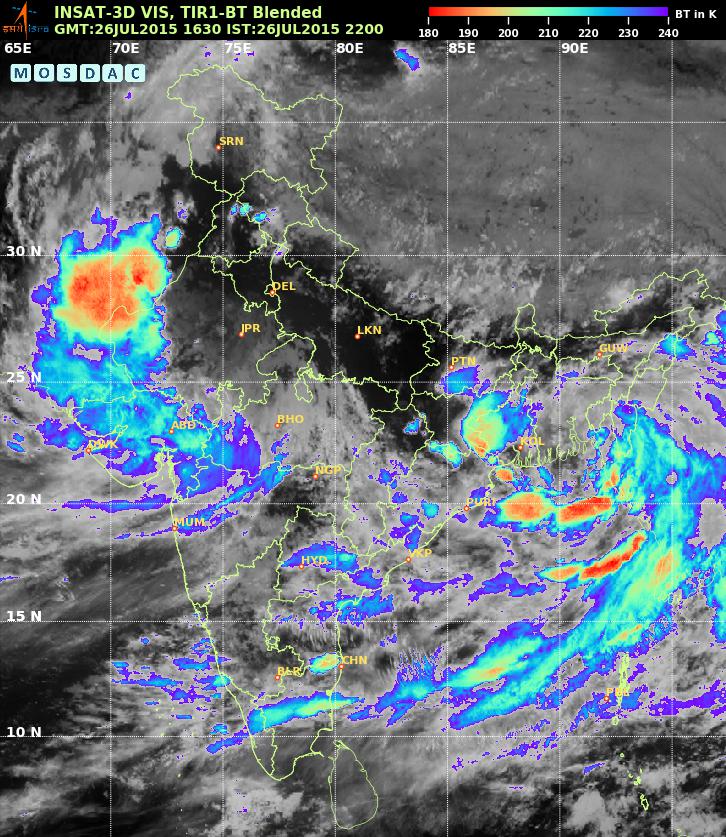 INSAT-3D VIS, TIR1-BT Blended
GMT:26JUL2015 1630 IST:26JUL2015 2200
BT in K
180 190 200 210 220 230 240
65E 70E 75E 80E 85E 90E
MOSDAC
SRN
30 N
DEL
JPR LKN
GUW
PTN
25 N
BHO
ABD
DWK KOL
NGP
20 N
PURI
MUM
VKP
HYD
15 N
CHN
BLR
PBL
10 N